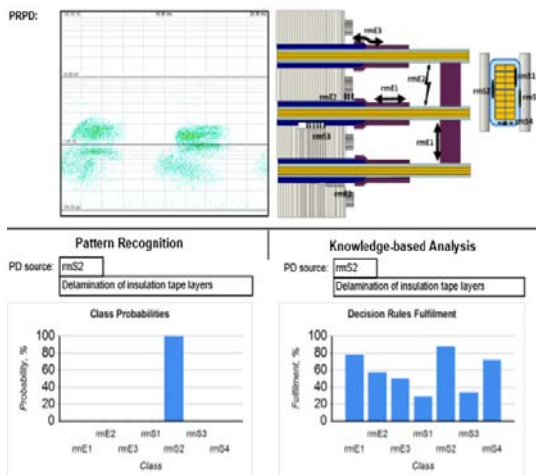 PRPD:
rmE3
rmE2
rmE1
rmE2
rmS3
rmE1
rmS1
rmS2
rmS4
Pattern Recognition
Knowledge-based Analysis
PD source: rmS2
PD source: rmS2
Delamination of insulation tape layers
Delamination of insulation tape layers
Class Probabilities
Decision Rules Fulfilment
100
80
60
40
20
0
Probability, %
rmE2 rmS1 rmS3
rmE1 rmE3 rmS2 rmS4
Class
100
80
60
40
20
0
Fulfilment, %
rmE2 rmS1 rmS3
rmE1 rmE3 rmS2 rmS4
Class